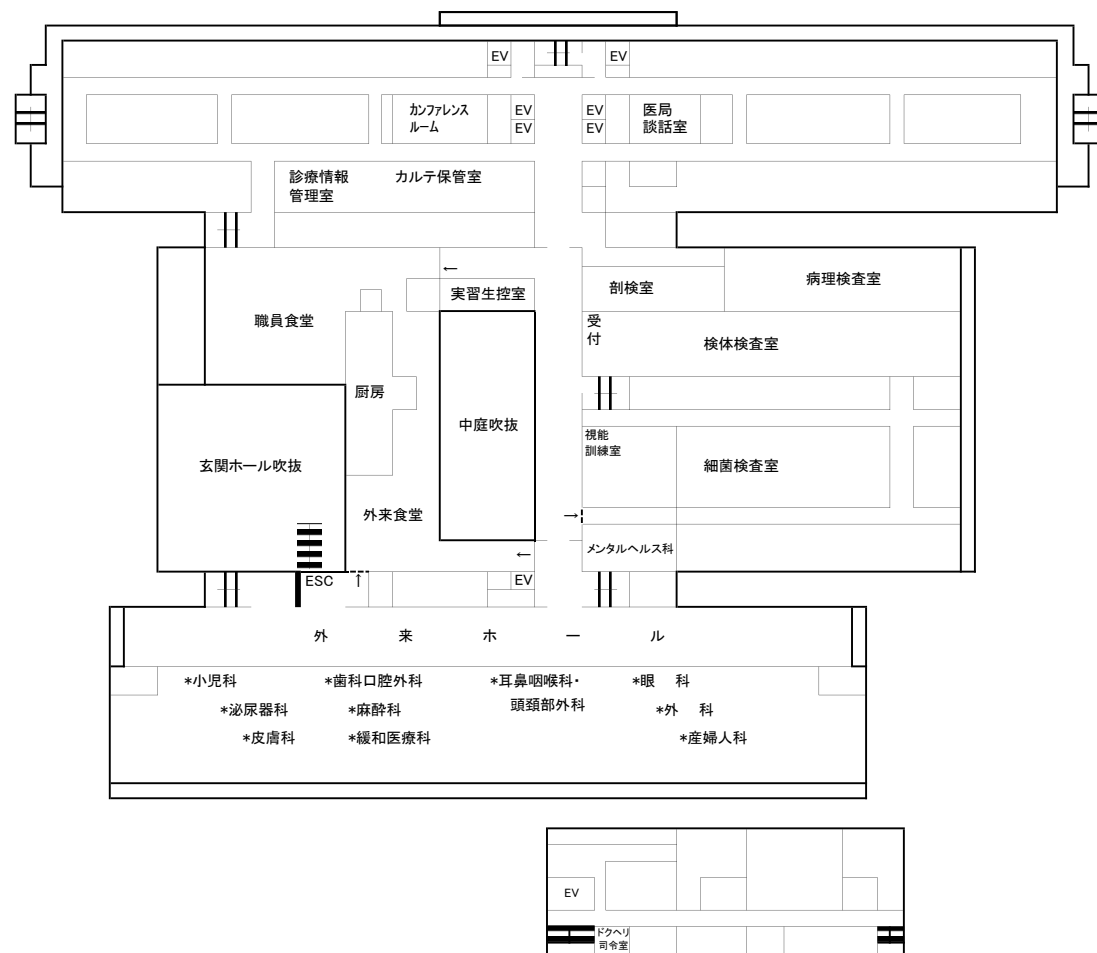 EV
EV
カンファレンス
ルーム
EV
EV
EV
EV
医局
談話室
診療情報
管理室
カルテ保管室
←
実習生控室
剖検室
病理検査室
職員食堂
受
付
検体検査室
厨房
中庭吹抜
視能
訓練室
細菌検査室
玄関ホール吹抜
外来食堂
→
メンタルヘルス科
←
ESC
↑
EV
外 来 ホ ー ル
*小児科
*歯科口腔外科
*耳鼻咽喉科・
頭頚部外科
*眼 科
*泌尿器科
*麻酔科
*外 科
*皮膚科
*緩和医療科
*産婦人科
EV
ドクヘリ
司令室